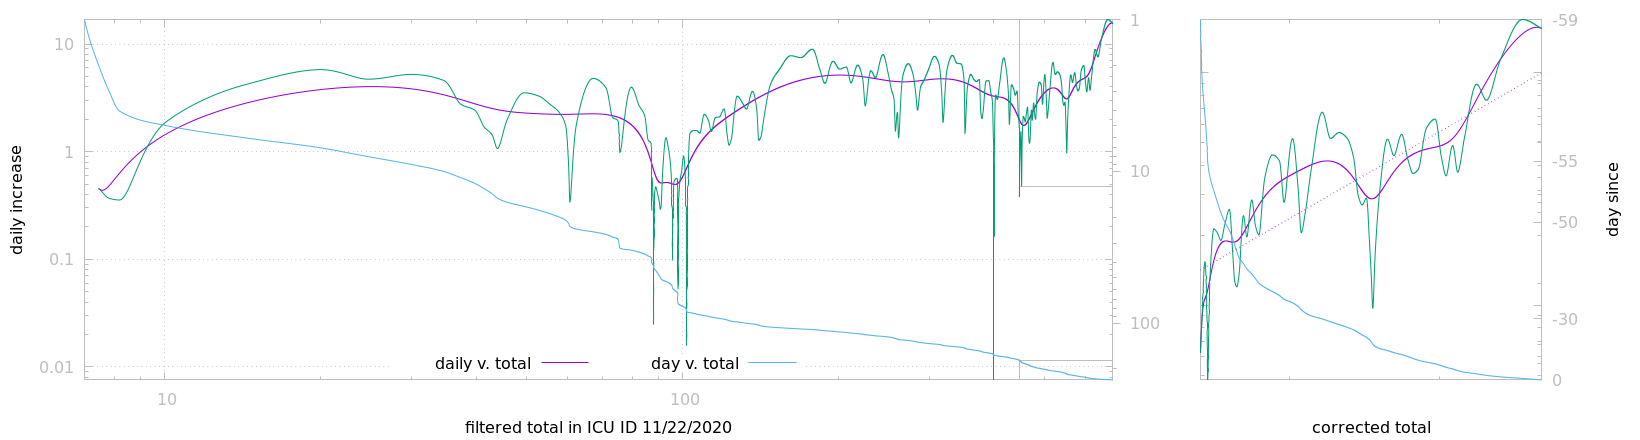 daily increase
10
1
0.1
0.01
10
100
1
10
100
daily v. total
day v. total
filtered total in ICU ID 11/22/2020
-59
-55
-50
-30
0
day since
corrected total